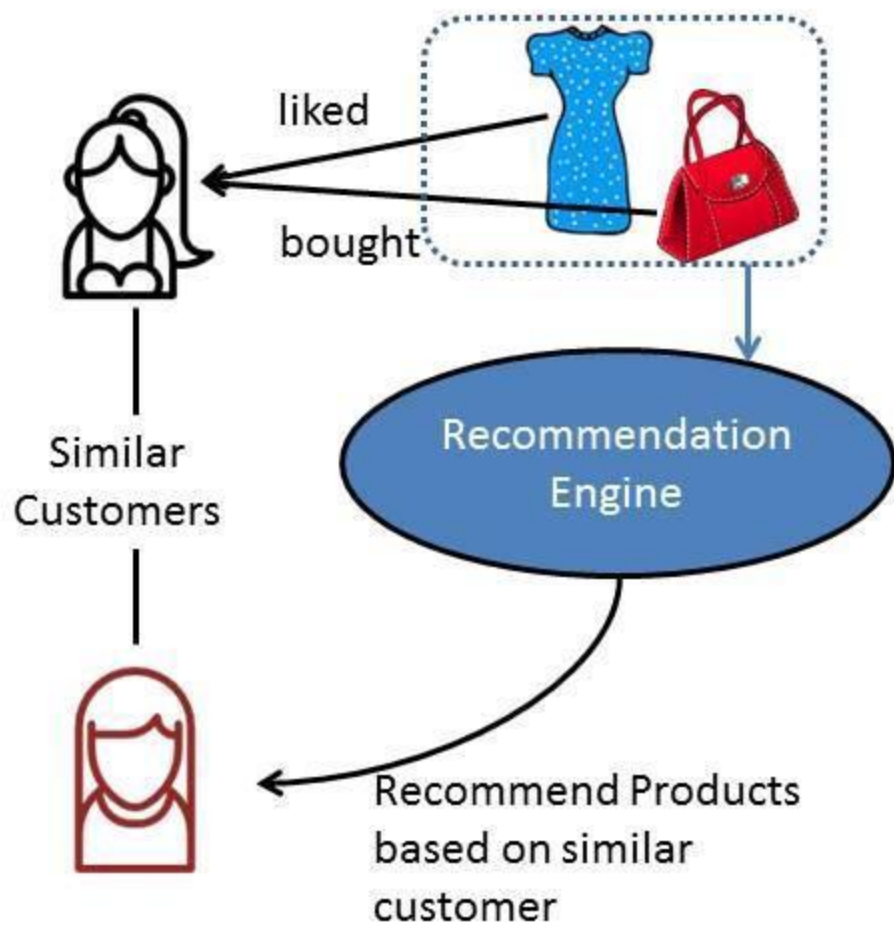 liked
bought
Recommendation
Engine
Similar
Customers
Recommend Products
based on similar
customer